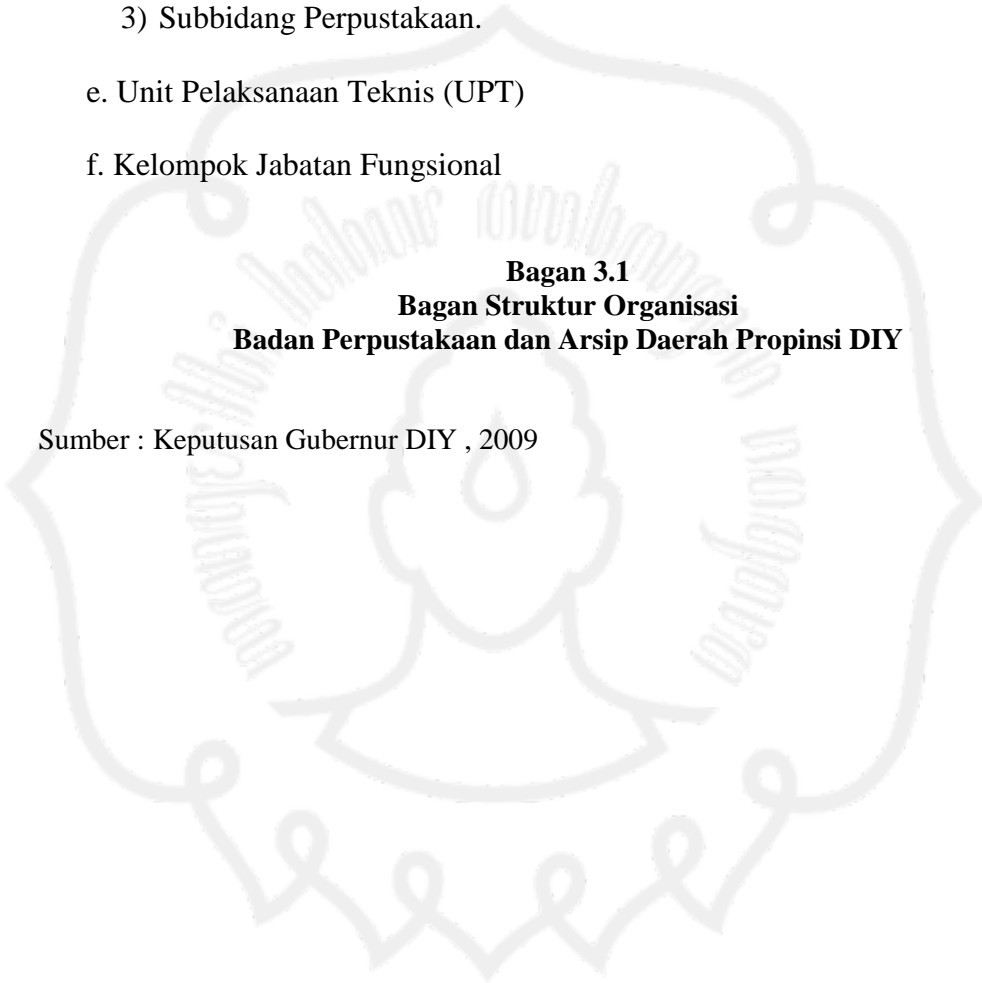 3) Subbidang Perpustakaan.
e. Unit Pelaksanaan Teknis (UPT)
f. Kelompok Jabatan Fungsional
Bagan 3.1
Bagan Struktur Organisasi
Badan Perpustakaan dan Arsip Daerah Propinsi DIY
Sumber : Keputusan Gubernur DIY , 2009